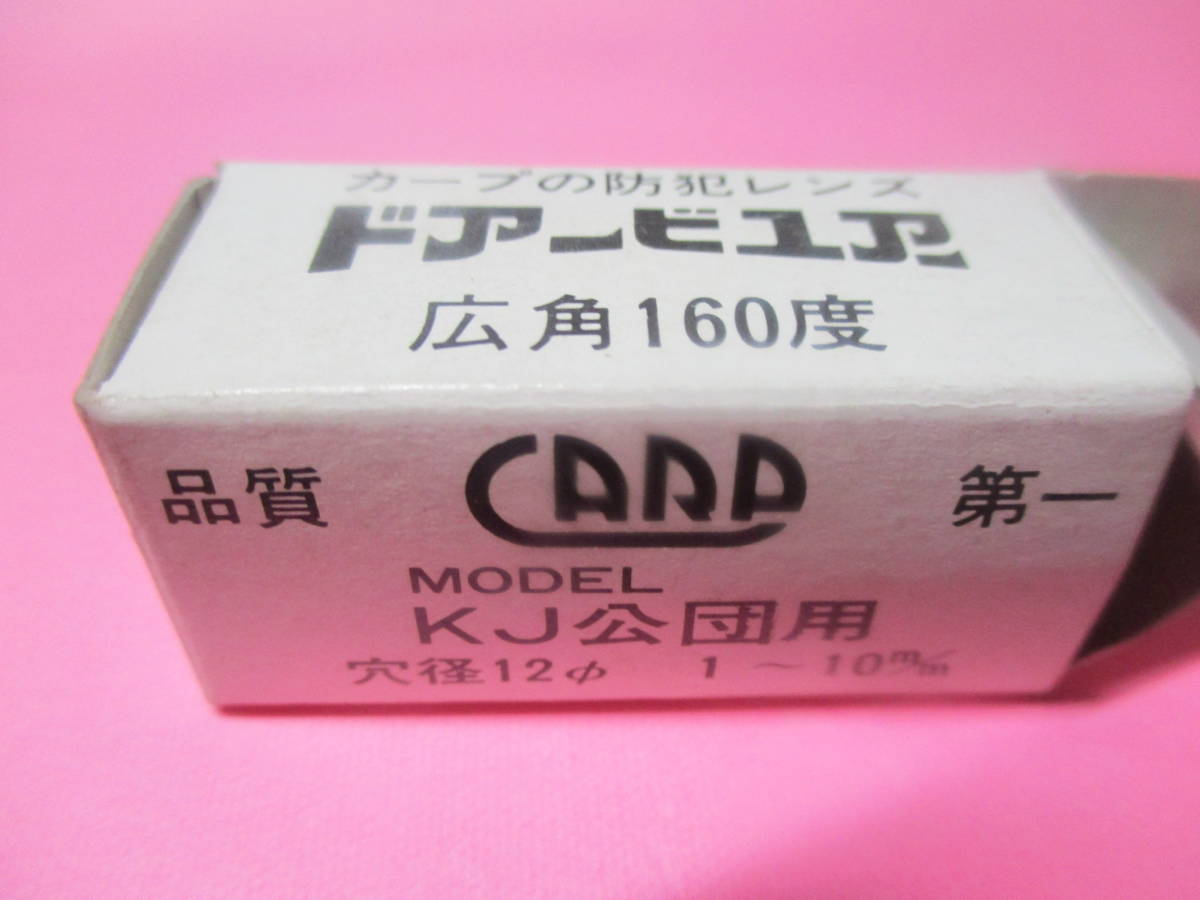 カープの防犯レンズ
ドアービュアー
広角160度
品質 CARP 第一
MODEL
KJ公団用
穴径12φ 1～10m/m